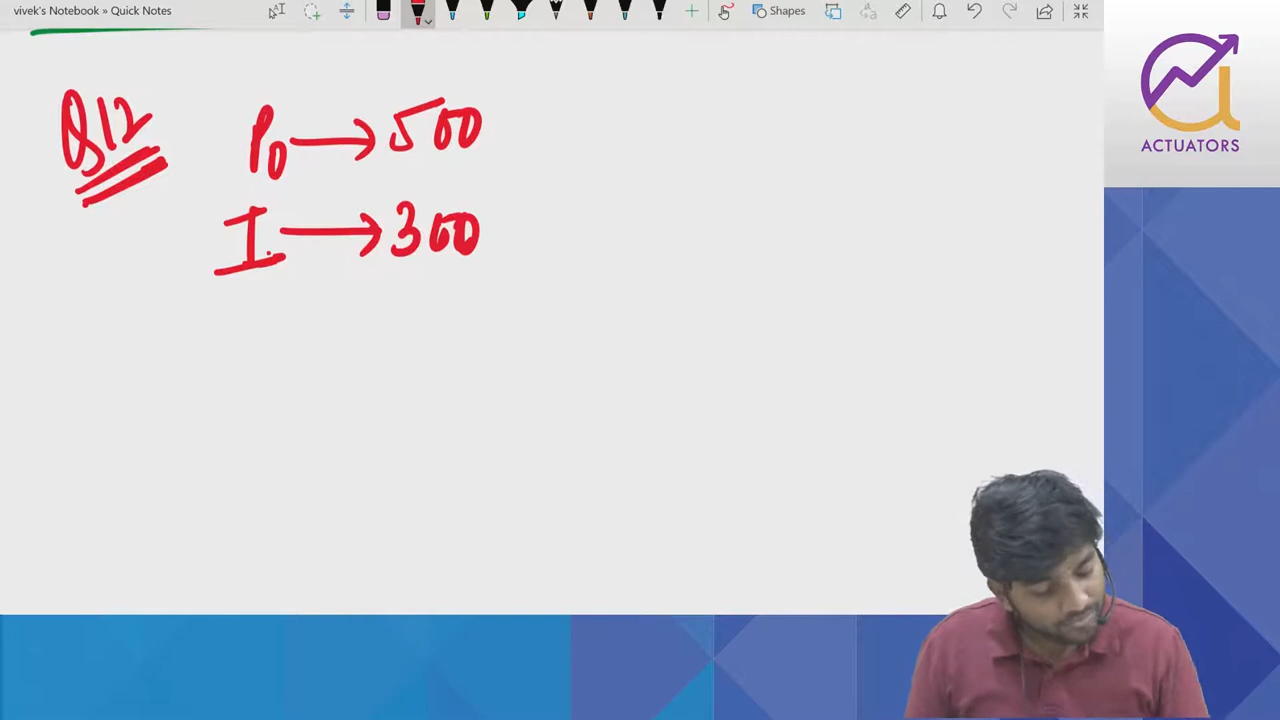 vivek's Notebook » Quick Notes
Shapes
Q12
P0 → 500
I → 300
ACTUATORS